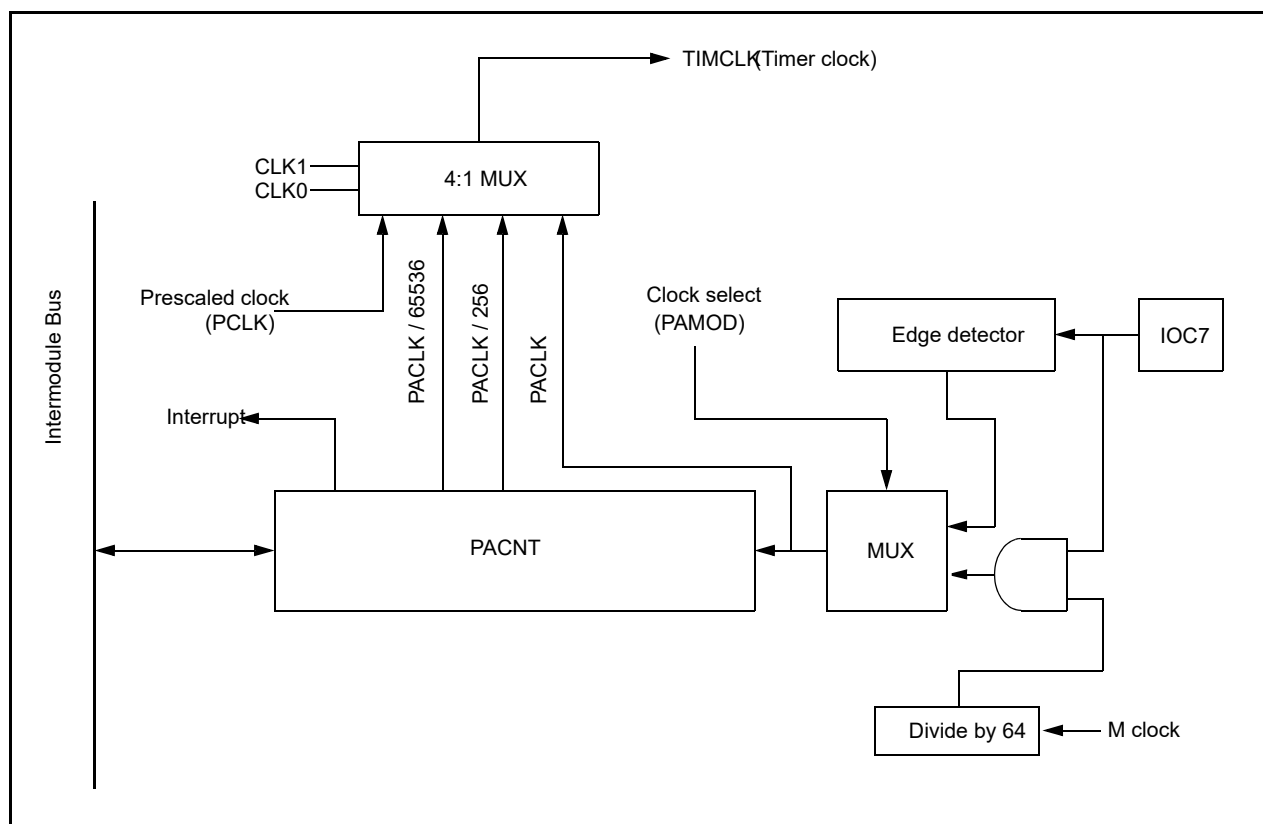 TIMCLK (Timer clock)
CLK1
CLK0
4:1 MUX
Prescaled clock
(PCLK)
PACLK / 65536
PACLK / 256
PACLK
Clock select
(PAMOD)
Edge detector
IOC7
Intermodule Bus
Interrupt
PACNT
MUX
Divide by 64
M clock